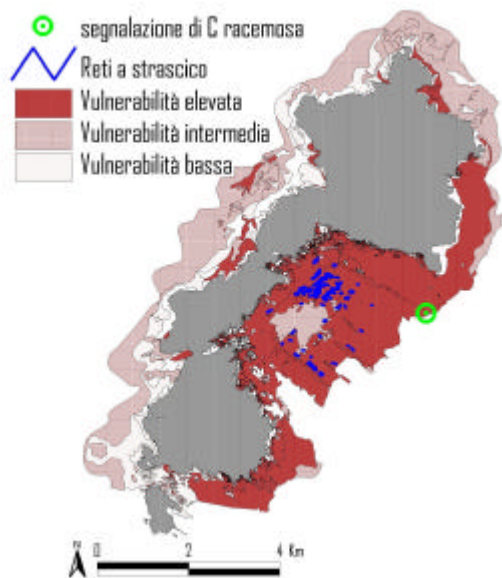 segnalazione di C racemosa
Reti a strascico
Vulnerabilità elevata
Vulnerabilità intermedia
Vulnerabilità bassa
N
0 2 4 Km